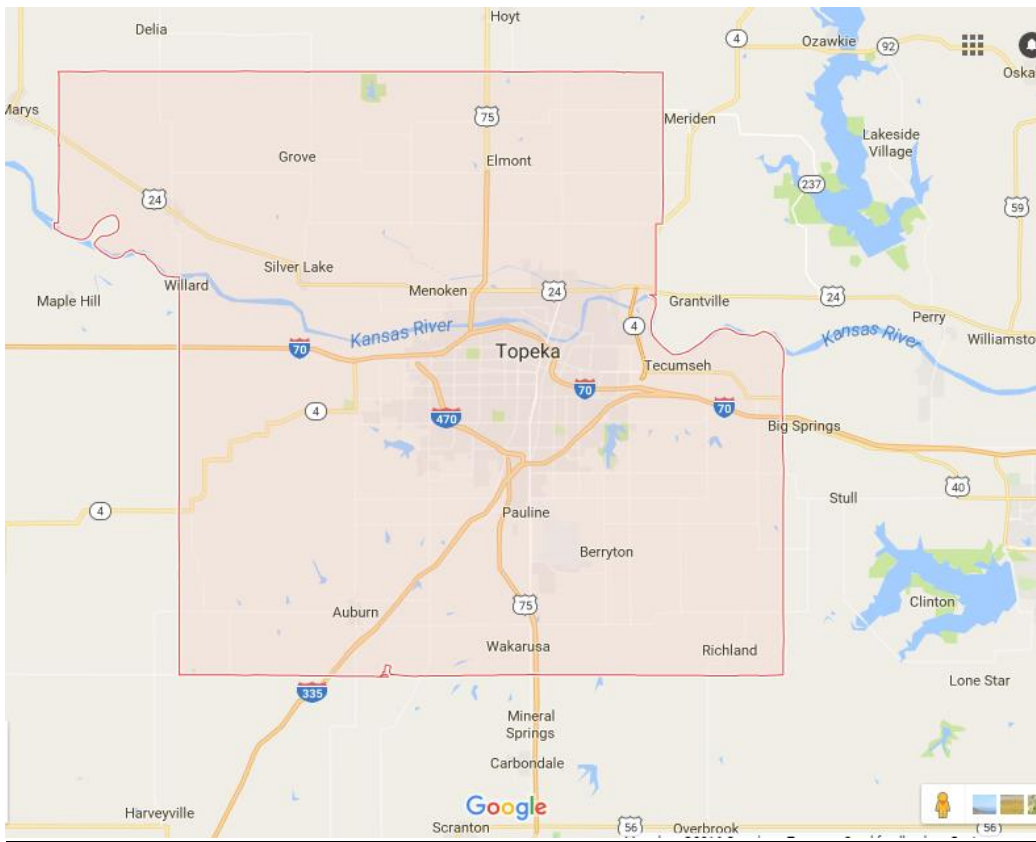 Hoyt
Delia
4
Ozawkie
92
Oska
Marys
75
Meriden
Lakeside
Village
Grove
Elmont
237
24
59
Silver Lake
Willard
Menoken
24
Maple Hill
Grantville
24
Perry
Kansas River
4
Kansas River
Williamsto
70
Topeka
Tecumseh
70
4
470
70
Big Springs
40
Stull
4
Pauline
Berryton
75
Clinton
Auburn
Wakarusa
Richland
335
Lone Star
Mineral
Springs
Carbondale
Google
Harveyville
Scranton
56
Overbrook
56